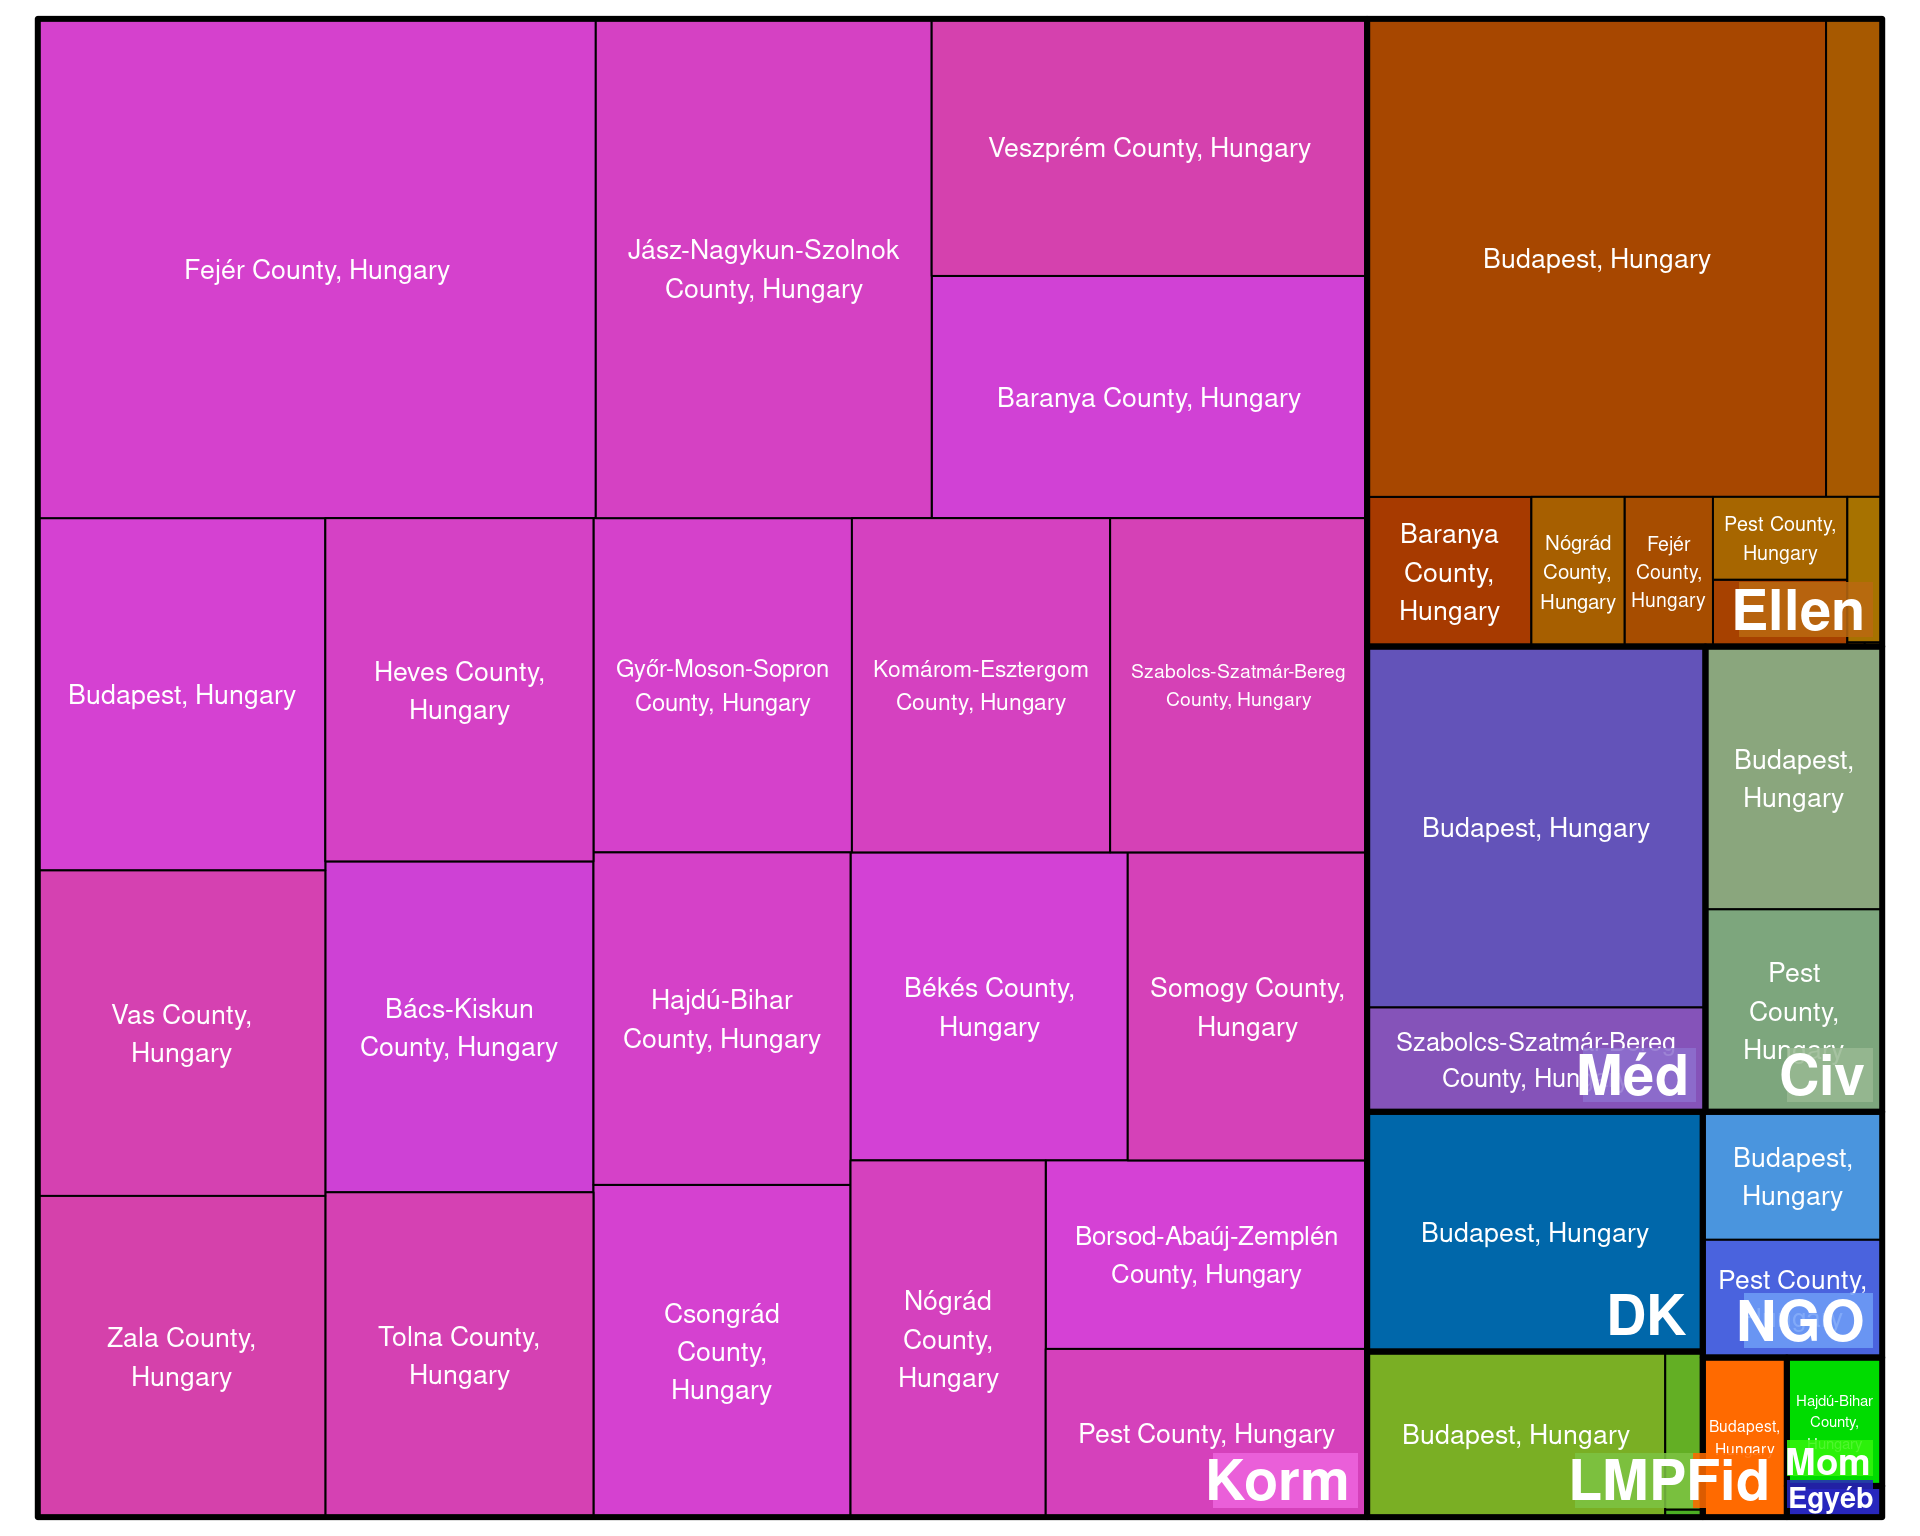 Fejér County, Hungary
Jász-Nagykun-Szolnok
County, Hungary
Veszprém County, Hungary
Baranya County, Hungary
Budapest, Hungary
Heves County,
Hungary
Győr-Moson-Sopron
County, Hungary
Komárom-Esztergom
County, Hungary
Szabolcs-Szatmár-Bereg
County, Hungary
Vas County,
Hungary
Bács-Kiskun
County, Hungary
Hajdú-Bihar
County, Hungary
Békés County,
Hungary
Somogy County,
Hungary
Zala County,
Hungary
Tolna County,
Hungary
Csongrád
County,
Hungary
Nógrád
County,
Hungary
Borsod-Abaúj-Zemplén
County, Hungary
Pest County, Hungary
Korm
Budapest, Hungary
Baranya
County,
Hungary
Nógrád
County,
Hungary
Fejér
County,
Hungary
Pest County,
Hungary
Ellen
Budapest, Hungary
Szabolcs-Szatmár-Bereg
County, Hun
Méd
Budapest,
Hungary
Pest
County,
Hungary
Civ
Budapest, Hungary
DK
Budapest,
Hungary
Pest County,
NGO
Budapest, Hungary
LMP
Budapest,
Hungary
Fid
Hajdú-Bihar
County,
Hungary
Mom
Egyéb